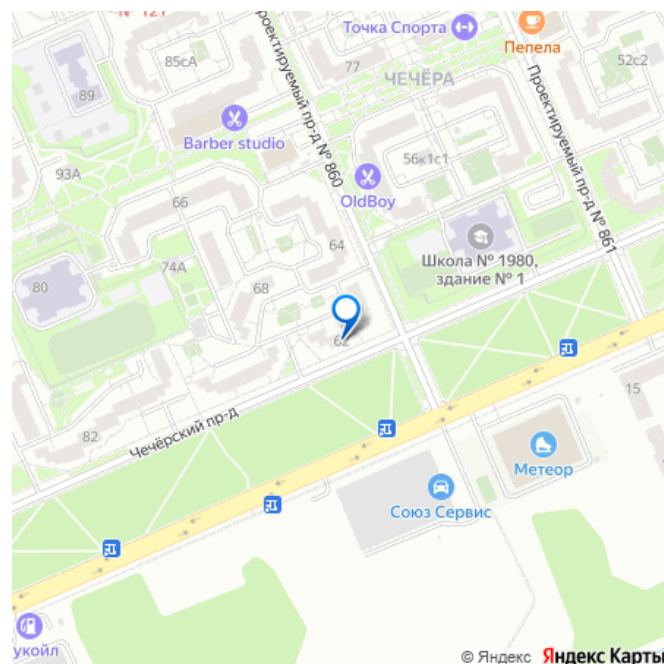 № 121
Точка Спорта
Пепела
85сА
77
ЧЕЧЁРА
52с2
89
Проектируемый пр-д № 860
Проектируемый пр-д № 861
Barber studio
56к1с1
93А
OldBoy
66
64
Школа № 1980,
здание № 1
74А
80
68
62
15
Чечёрский пр-д
82
Метеор
Союз Сервис
укойл
© Яндекс Яндекс Карты